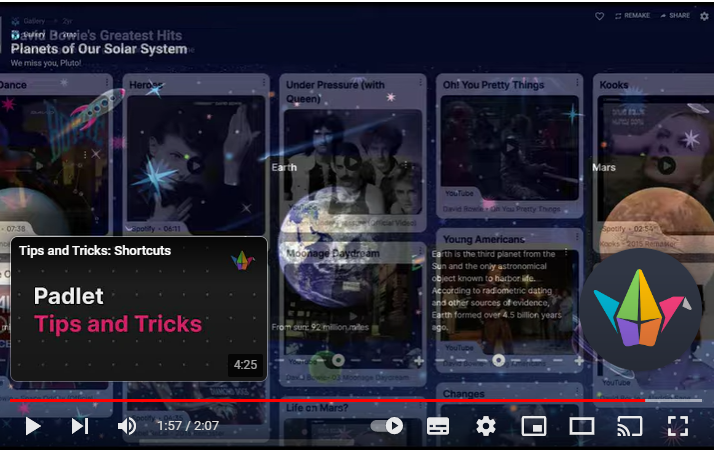 Gallery • 2yr
David Bowie's Greatest Hits
Planets of Our Solar System
We miss you, Pluto!
REMAKE
SHARE
Dance
Heroes
Under Pressure (with Queen)
Oh! You Pretty Things
Kooks
Earth
Mars
YouTube
David Bowie - Oh! You Pretty Things
07:38
Spotify • 06:11
Spotify • 02:54
Kooks - 2015 Remaster
Moonage Daydream
Young Americans
Earth is the third planet from the
Sun and the only astronomical
object known to harbor life.
According to radiometric dating
and other sources of evidence,
Earth formed over 4.5 billion years
ago.
From sun: 92 million miles
Tips and Tricks: Shortcuts
Padlet
Tips and Tricks
4:25
YouTube
YouTube
Changes
Life on Mars?
1:57 / 2:07